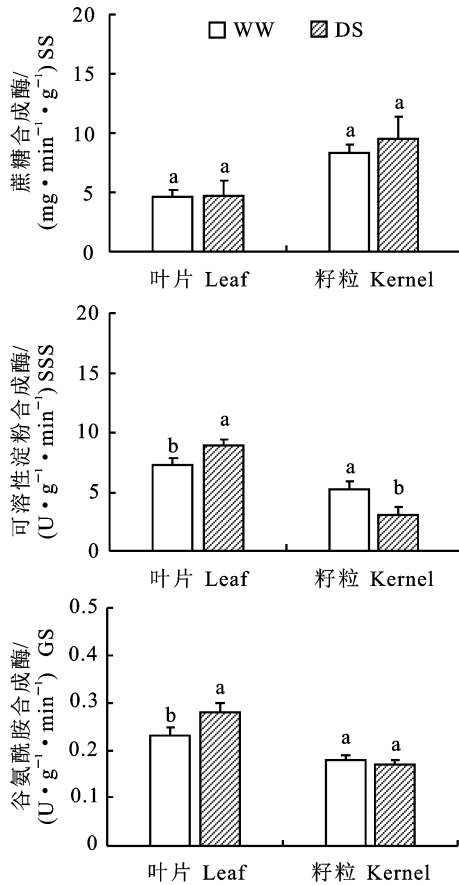 20
WW DS
15
10
5
0
a a a a
蔗糖合成酶/
(mg·min⁻¹·g⁻¹) SS
叶片 Leaf 籽粒 Kernel
20
15
10
5
0
b a a b
可溶性淀粉合成酶/
(U·g⁻¹·min⁻¹) SSS
叶片 Leaf 籽粒 Kernel
0.5
0.4
0.3
0.2
0.1
0
b a a a
谷氨酰胺合成酶/
(U·g⁻¹·min⁻¹) GS
叶片 Leaf 籽粒 Kernel